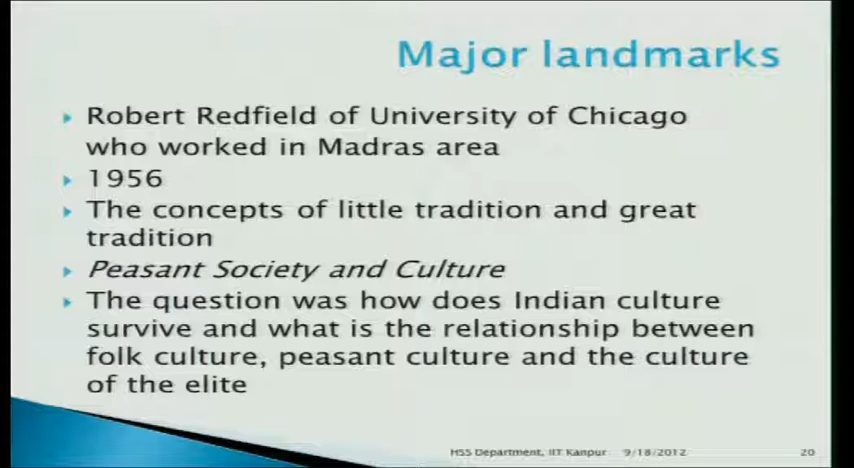 Major landmarks
Robert Redfield of University of Chicago
who worked in Madras area
1956
The concepts of little tradition and great
tradition
Peasant Society and Culture
The question was how does Indian culture
survive and what is the relationship between
folk culture, peasant culture and the culture
of the elite
HSS Department, IIT Kanpur 9/18/2012 20